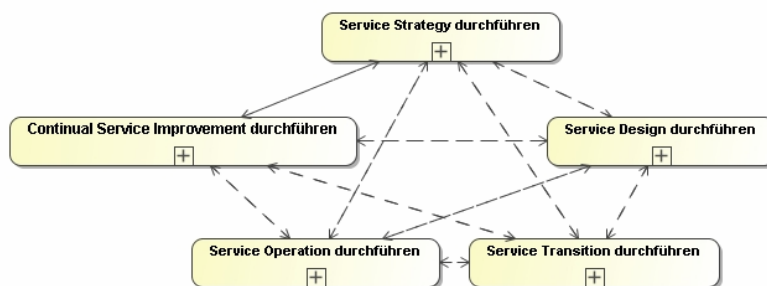 Service Strategy durchführen
Continual Service Improvement durchführen
Service Design durchführen
Service Operation durchführen
Service Transition durchführen